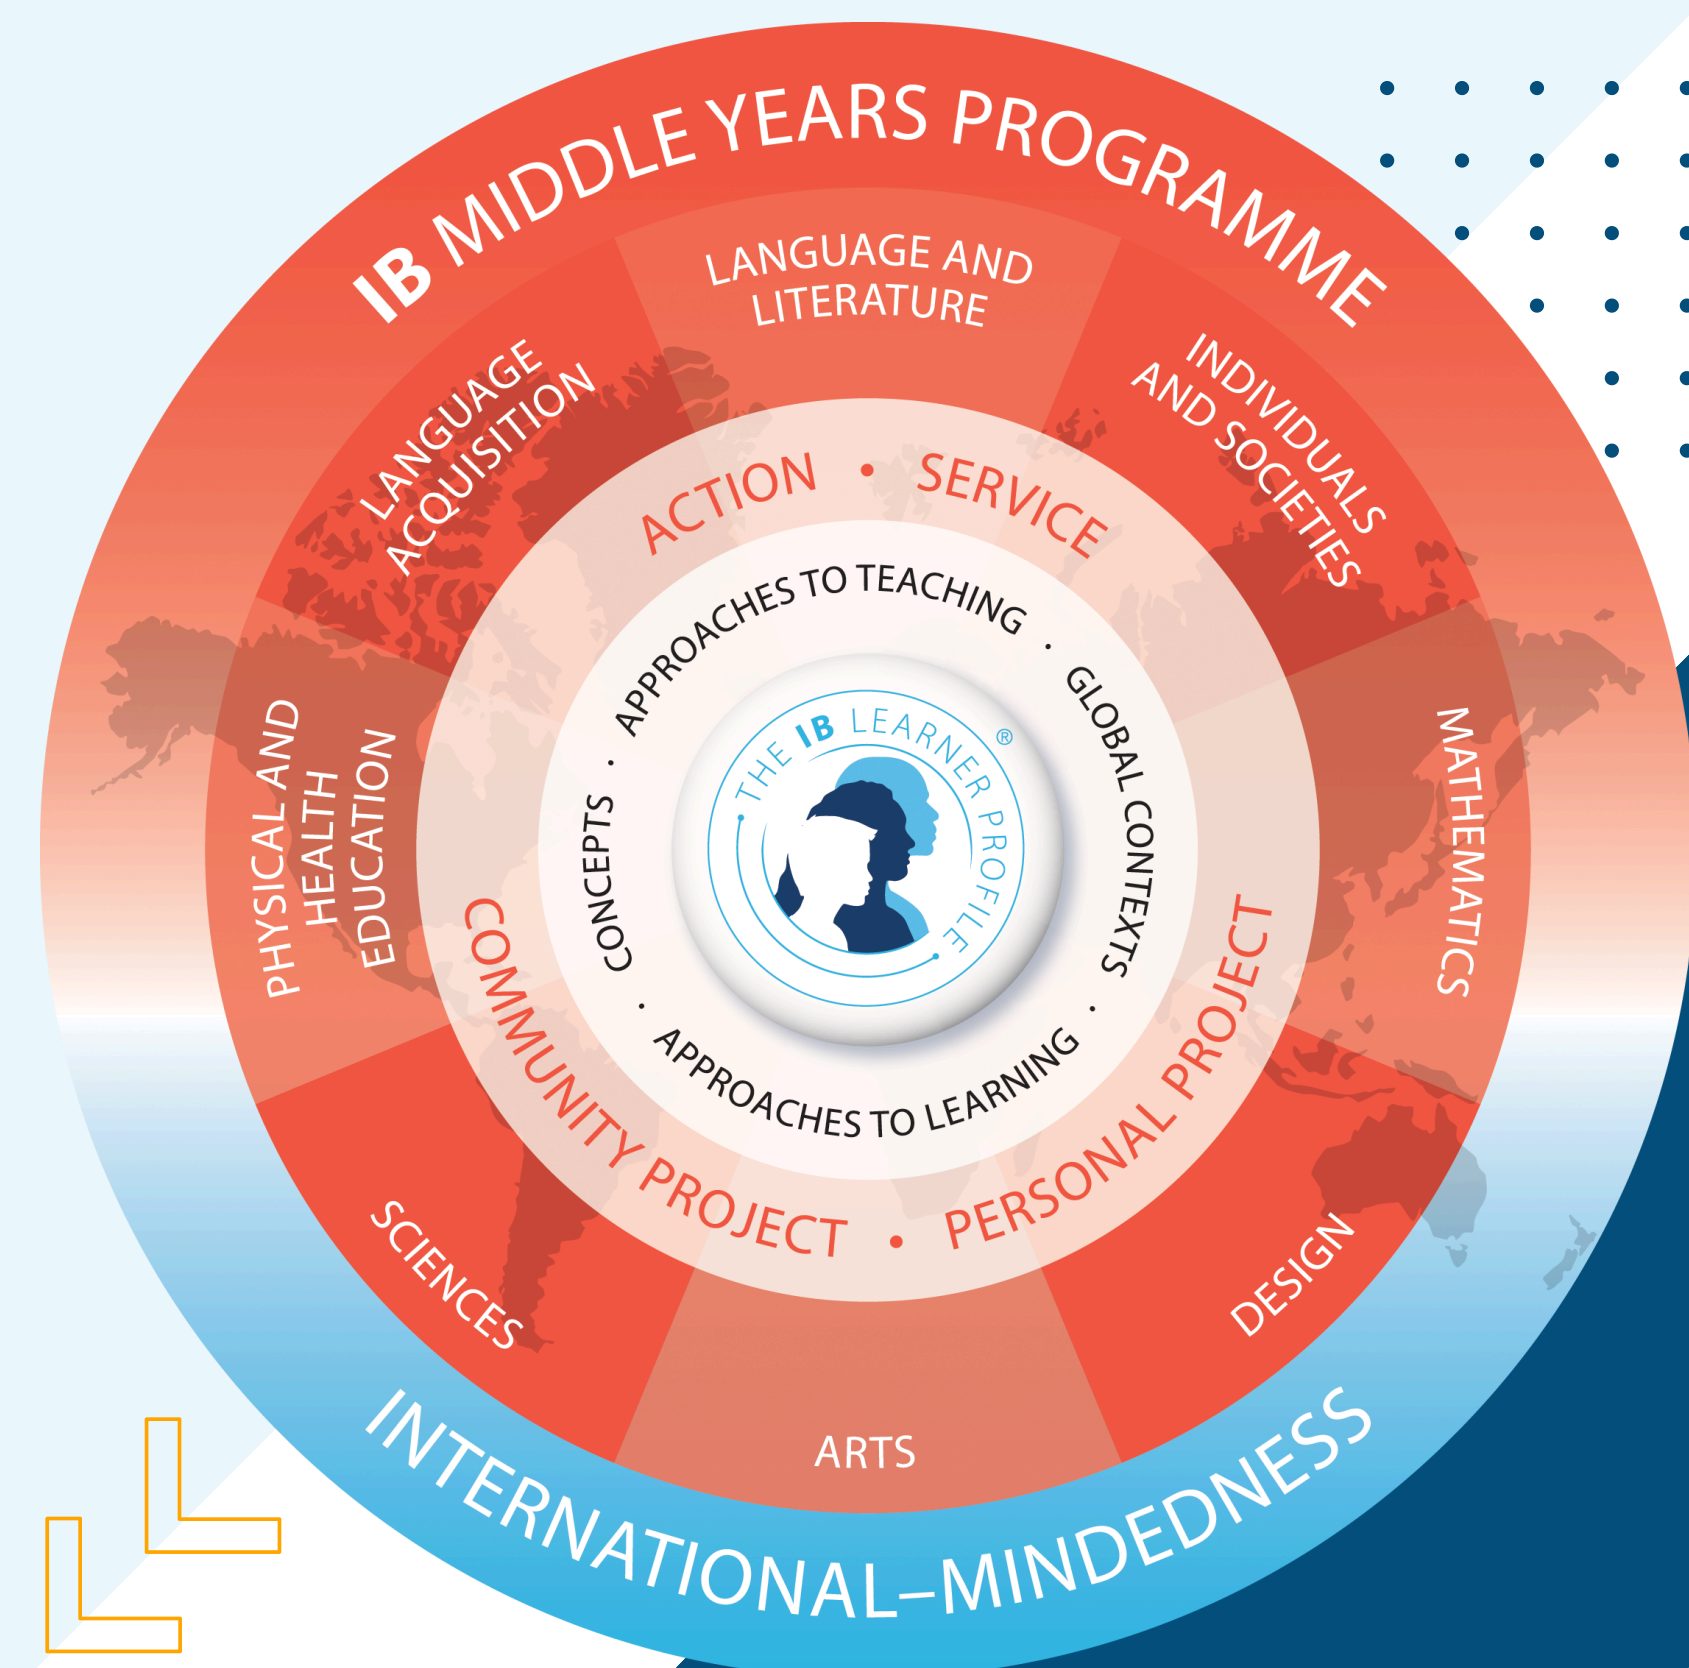 IB MIDDLE YEARS PROGRAMME
LANGUAGE AND
LITERATURE
INDIVIDUALS
AND SOCIETIES
MATHEMATICS
DESIGN
ARTS
SCIENCES
PHYSICAL AND
HEALTH
EDUCATION
LANGUAGE
ACQUISITION
ACTION • SERVICE
PERSONAL PROJECT •
COMMUNITY PROJECT
APPROACHES TO TEACHING ·
GLOBAL CONTEXTS ·
APPROACHES TO LEARNING ·
CONCEPTS ·
THE IB LEARNER PROFILE ®
INTERNATIONAL–MINDEDNESS